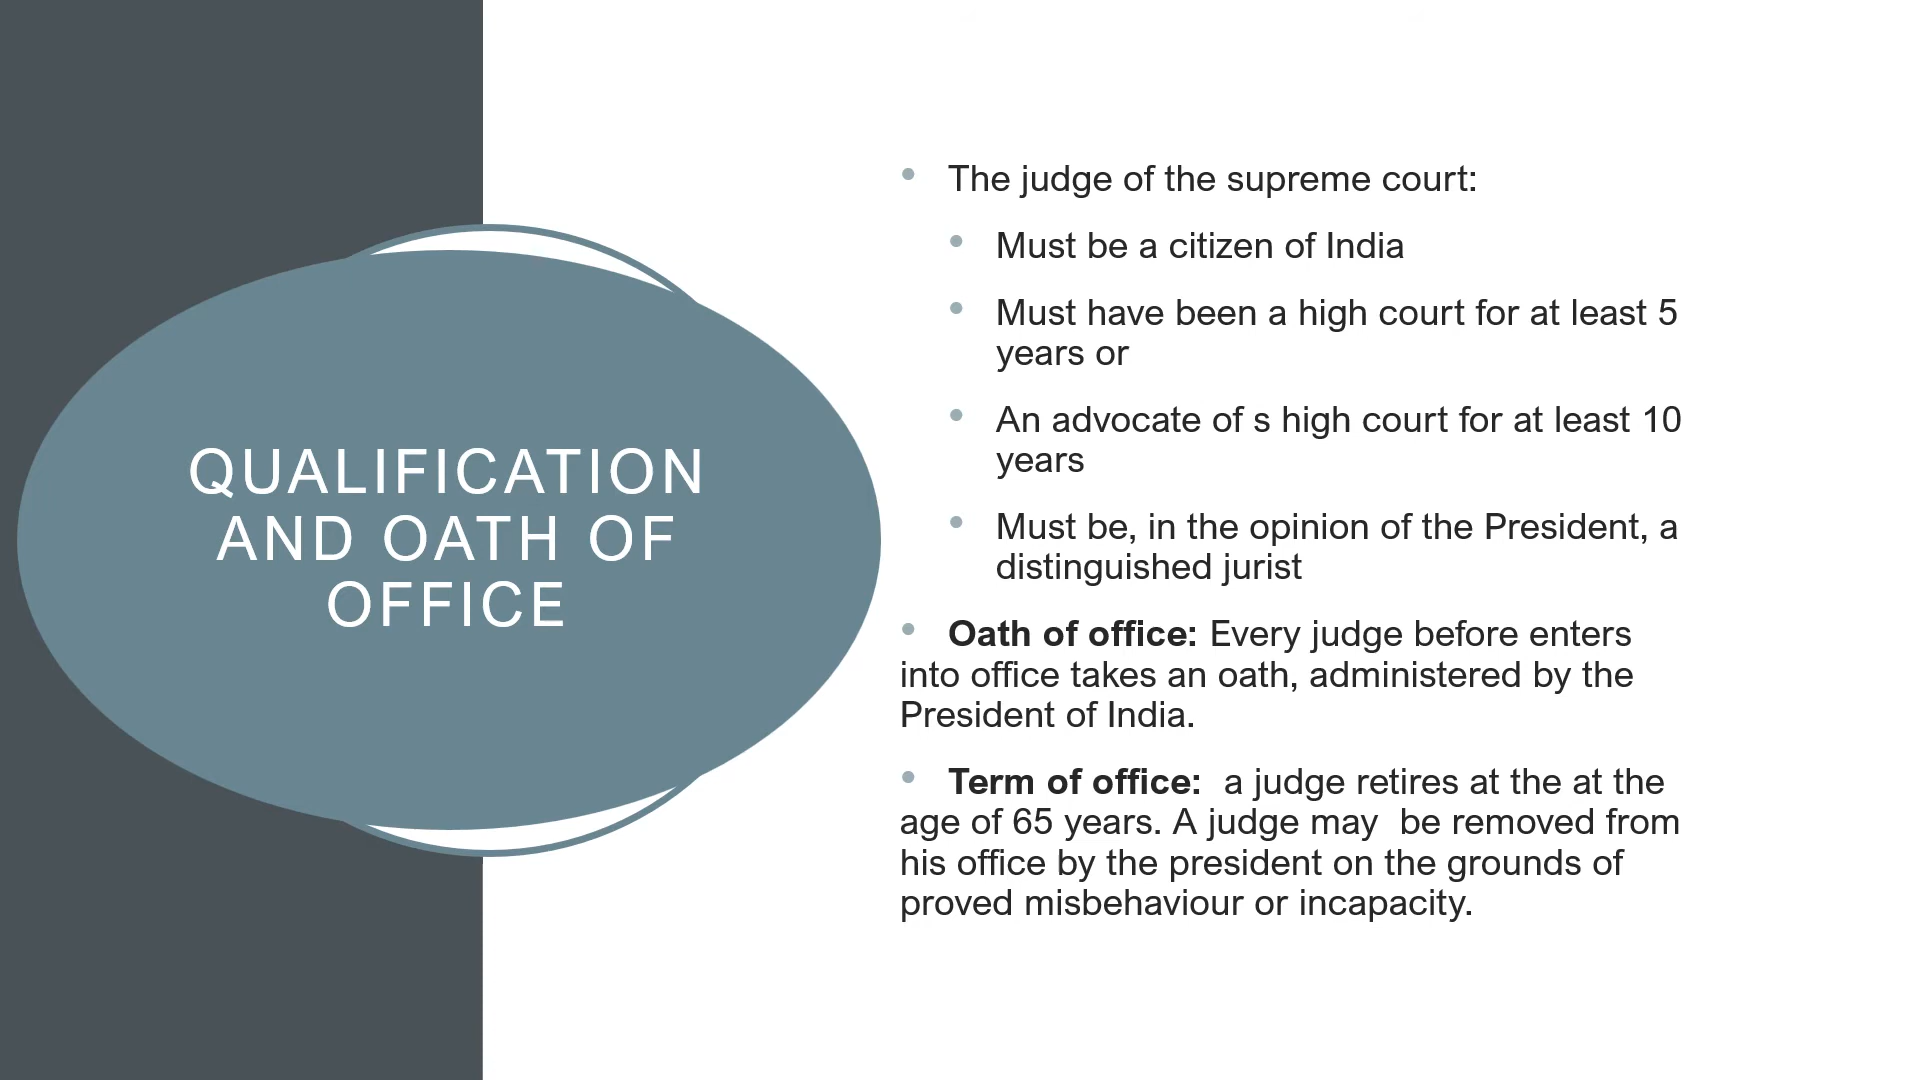 QUALIFICATION
AND OATH OF
OFFICE
• The judge of the supreme court:
• Must be a citizen of India
• Must have been a high court for at least 5
years or
• An advocate of s high court for at least 10
years
• Must be, in the opinion of the President, a
distinguished jurist
• Oath of office: Every judge before enters
into office takes an oath, administered by the
President of India.
• Term of office:  a judge retires at the at the
age of 65 years. A judge may  be removed from
his office by the president on the grounds of
proved misbehaviour or incapacity.